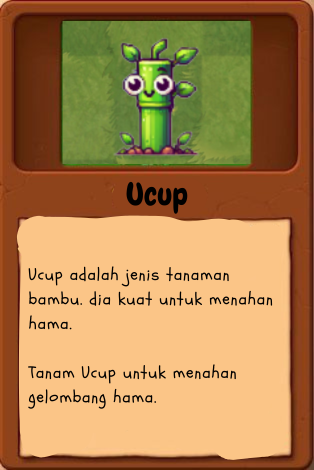 Ucup
Ucup adalah jenis tanaman
bambu. dia kuat untuk menahan
hama.
Tanam Ucup untuk menahan
gelombang hama.